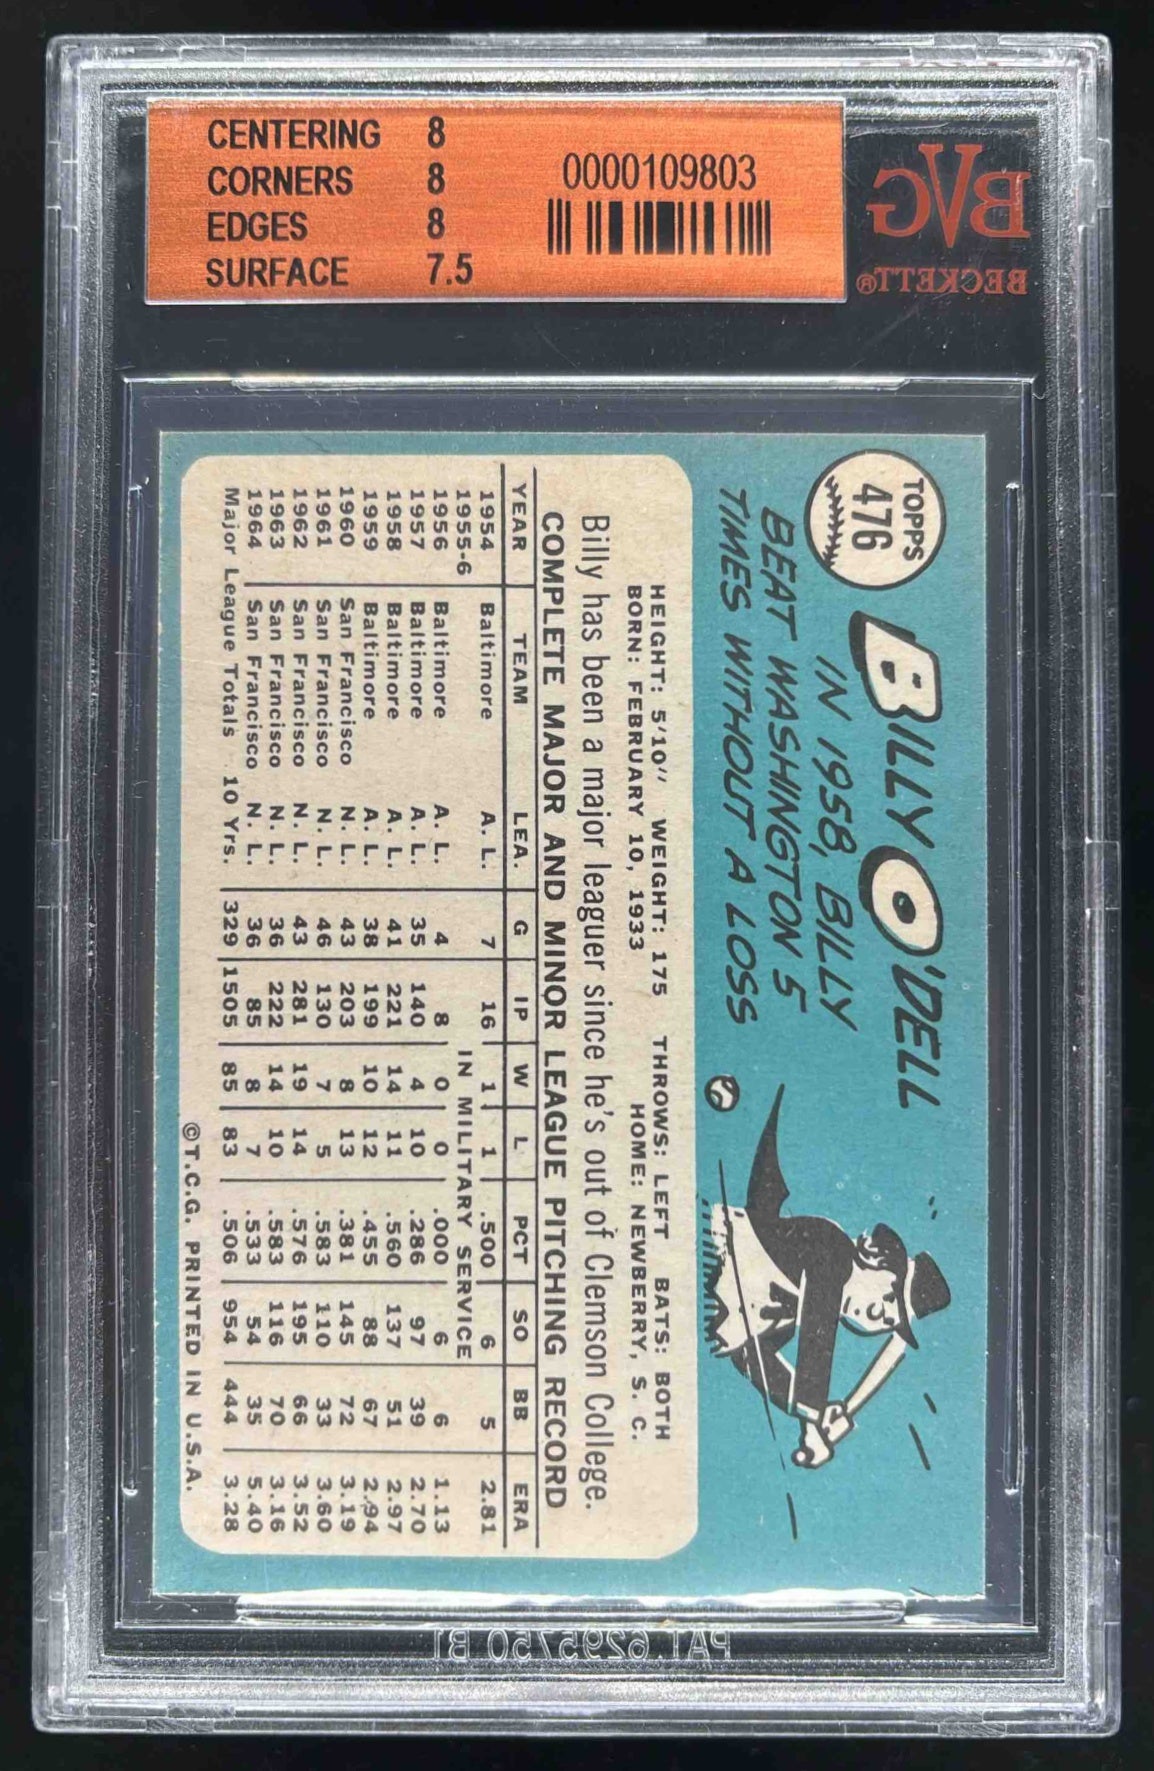 CENTERING 8
CORNERS 8
EDGES 8
SURFACE 7.5
0000109803
BVG
BECKETT®
TOPPS
476
BILLY O'DELL
IN 1958, BILLY
BEAT WASHINGTON 5
TIMES WITHOUT A LOSS
HEIGHT: 5'10" WEIGHT: 175 THROWS: LEFT BATS: BOTH
BORN: FEBRUARY 10, 1933 HOME: NEWBERRY, S. C.
Billy has been a major leaguer since he's out of Clemson College.
COMPLETE MAJOR AND MINOR LEAGUE PITCHING RECORD
YEAR TEAM LEA. G IP W L PCT SO BB ERA
1954 Baltimore A. L. 7 16 1 1 .500 6 5 2.81
1955-6 IN MILITARY SERVICE
1956 Baltimore A. L. 4 8 0 0 .000 6 6 1.13
1957 Baltimore A. L. 35 140 4 10 .286 97 39 2.70
1958 Baltimore A. L. 41 221 14 11 .560 137 51 2.97
1959 Baltimore A. L. 38 199 10 12 .455 88 67 2.94
1960 San Francisco N. L. 43 203 8 13 .381 145 72 3.19
1961 San Francisco N. L. 46 130 7 5 .583 110 33 3.60
1962 San Francisco N. L. 43 281 19 14 .576 195 66 3.52
1963 San Francisco N. L. 36 222 14 10 .583 116 70 3.16
1964 San Francisco N. L. 36 85 8 7 .533 54 35 5.40
Major League Totals 10 Yrs. 329 1505 85 83 .506 954 444 3.28
©T.C.G. PRINTED IN U.S.A.
PAT. 6295750 B1